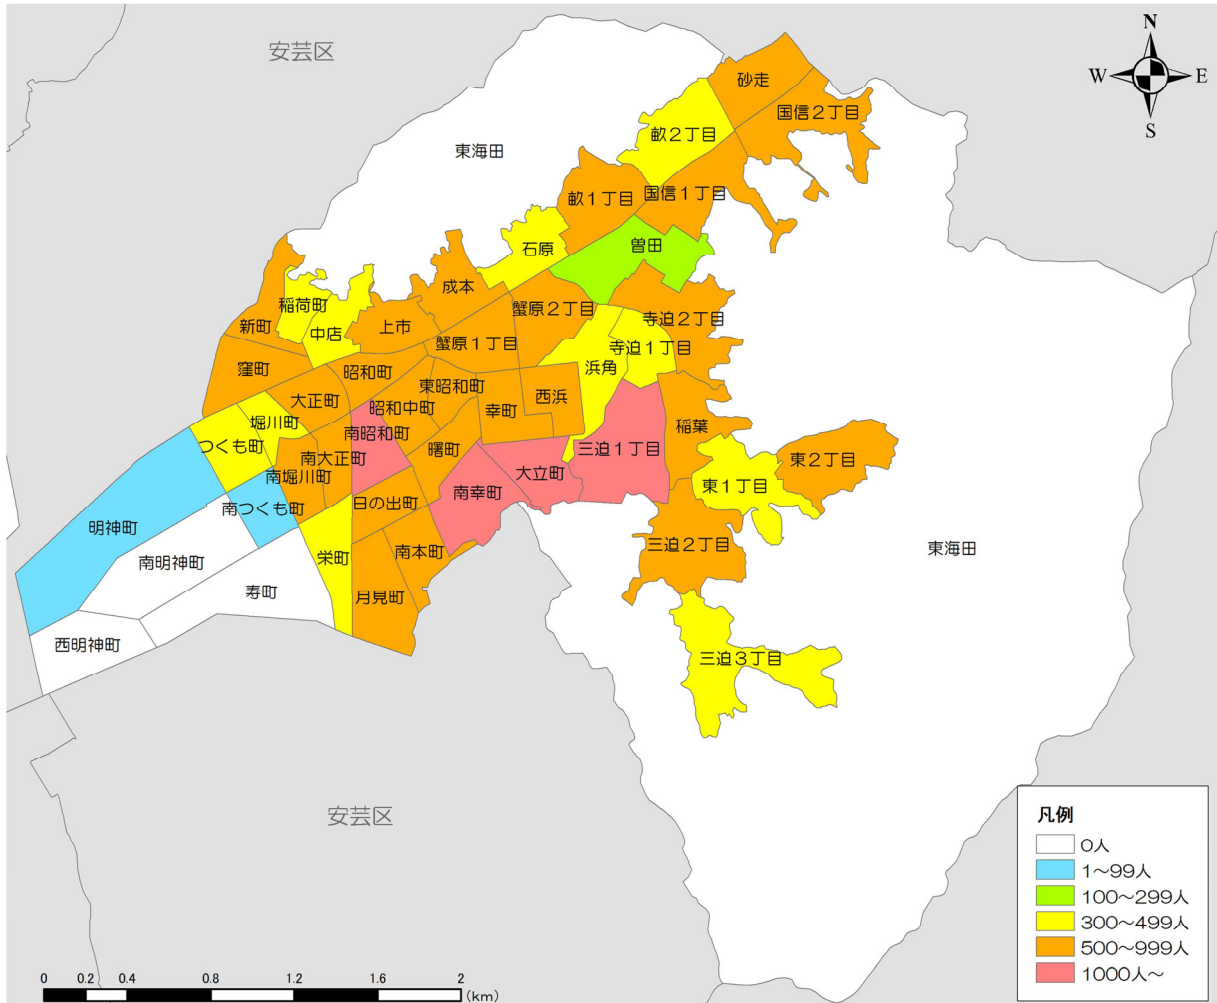 安芸区
N
W
E
S
砂走
国信2丁目
畝2丁目
東海田
畝1丁目
国信1丁目
曽田
石原
成本
稲荷町
新町
中店
上市
蟹原2丁目
寺迫2丁目
蟹原1丁目
寺迫1丁目
窪町
昭和町
東昭和町
浜角
大正町
昭和中町
幸町
西浜
堀川町
つくも町
南昭和町
稲葉
曙町
三迫1丁目
南大正町
南堀川町
大立町
東2丁目
東1丁目
南幸町
日の出町
南つくも町
明神町
三迫2丁目
南本町
東海田
栄町
南明神町
寿町
月見町
西明神町
三迫3丁目
安芸区
凡例
0人
1~99人
100~299人
300~499人
500~999人
1000人~
0 0.2 0.4 0.8 1.2 1.6 2
(km)